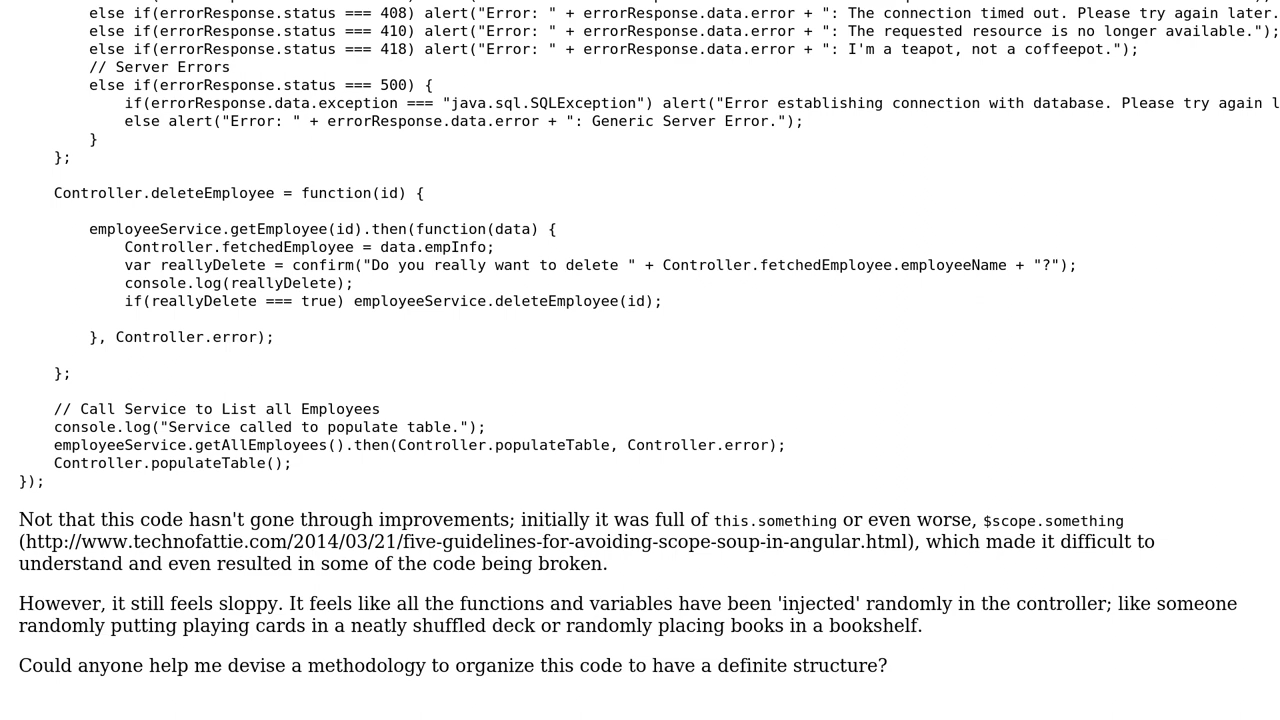 else if(errorResponse.status === 408) alert("Error: " + errorResponse.data.error + ": The connection timed out. Please try again later.
else if(errorResponse.status === 410) alert("Error: " + errorResponse.data.error + ": The requested resource is no longer available.");
else if(errorResponse.status === 418) alert("Error: " + errorResponse.data.error + ": I'm a teapot, not a coffeepot.");
// Server Errors
else if(errorResponse.status === 500) {
if(errorResponse.data.exception === "java.sql.SQLException") alert("Error establishing connection with database. Please try again l
else alert("Error: " + errorResponse.data.error + ": Generic Server Error.");
}
};
Controller.deleteEmployee = function(id) {
employeeService.getEmployee(id).then(function(data) {
Controller.fetchedEmployee = data.empInfo;
var reallyDelete = confirm("Do you really want to delete " + Controller.fetchedEmployee.employeeName + "?");
console.log(reallyDelete);
if(reallyDelete === true) employeeService.deleteEmployee(id);
}, Controller.error);
};
// Call Service to List all Employees
console.log("Service called to populate table.");
employeeService.getAllEmployees().then(Controller.populateTable, Controller.error);
Controller.populateTable();
});
Not that this code hasn't gone through improvements; initially it was full of this.something or even worse, $scope.something
(http://www.technofattie.com/2014/03/21/five-guidelines-for-avoiding-scope-soup-in-angular.html), which made it difficult to
understand and even resulted in some of the code being broken.
However, it still feels sloppy. It feels like all the functions and variables have been 'injected' randomly in the controller; like someone
randomly putting playing cards in a neatly shuffled deck or randomly placing books in a bookshelf.
Could anyone help me devise a methodology to organize this code to have a definite structure?